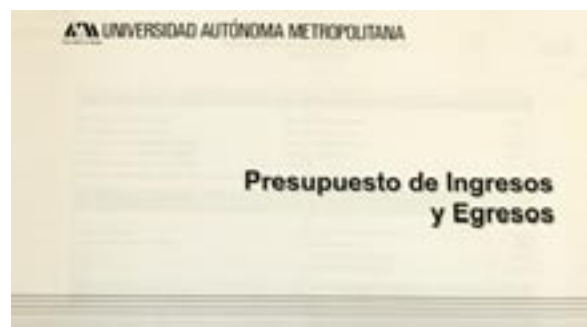 UNIVERSIDAD AUTÓNOMA METROPOLITANA
Presupuesto de Ingresos
y Egresos